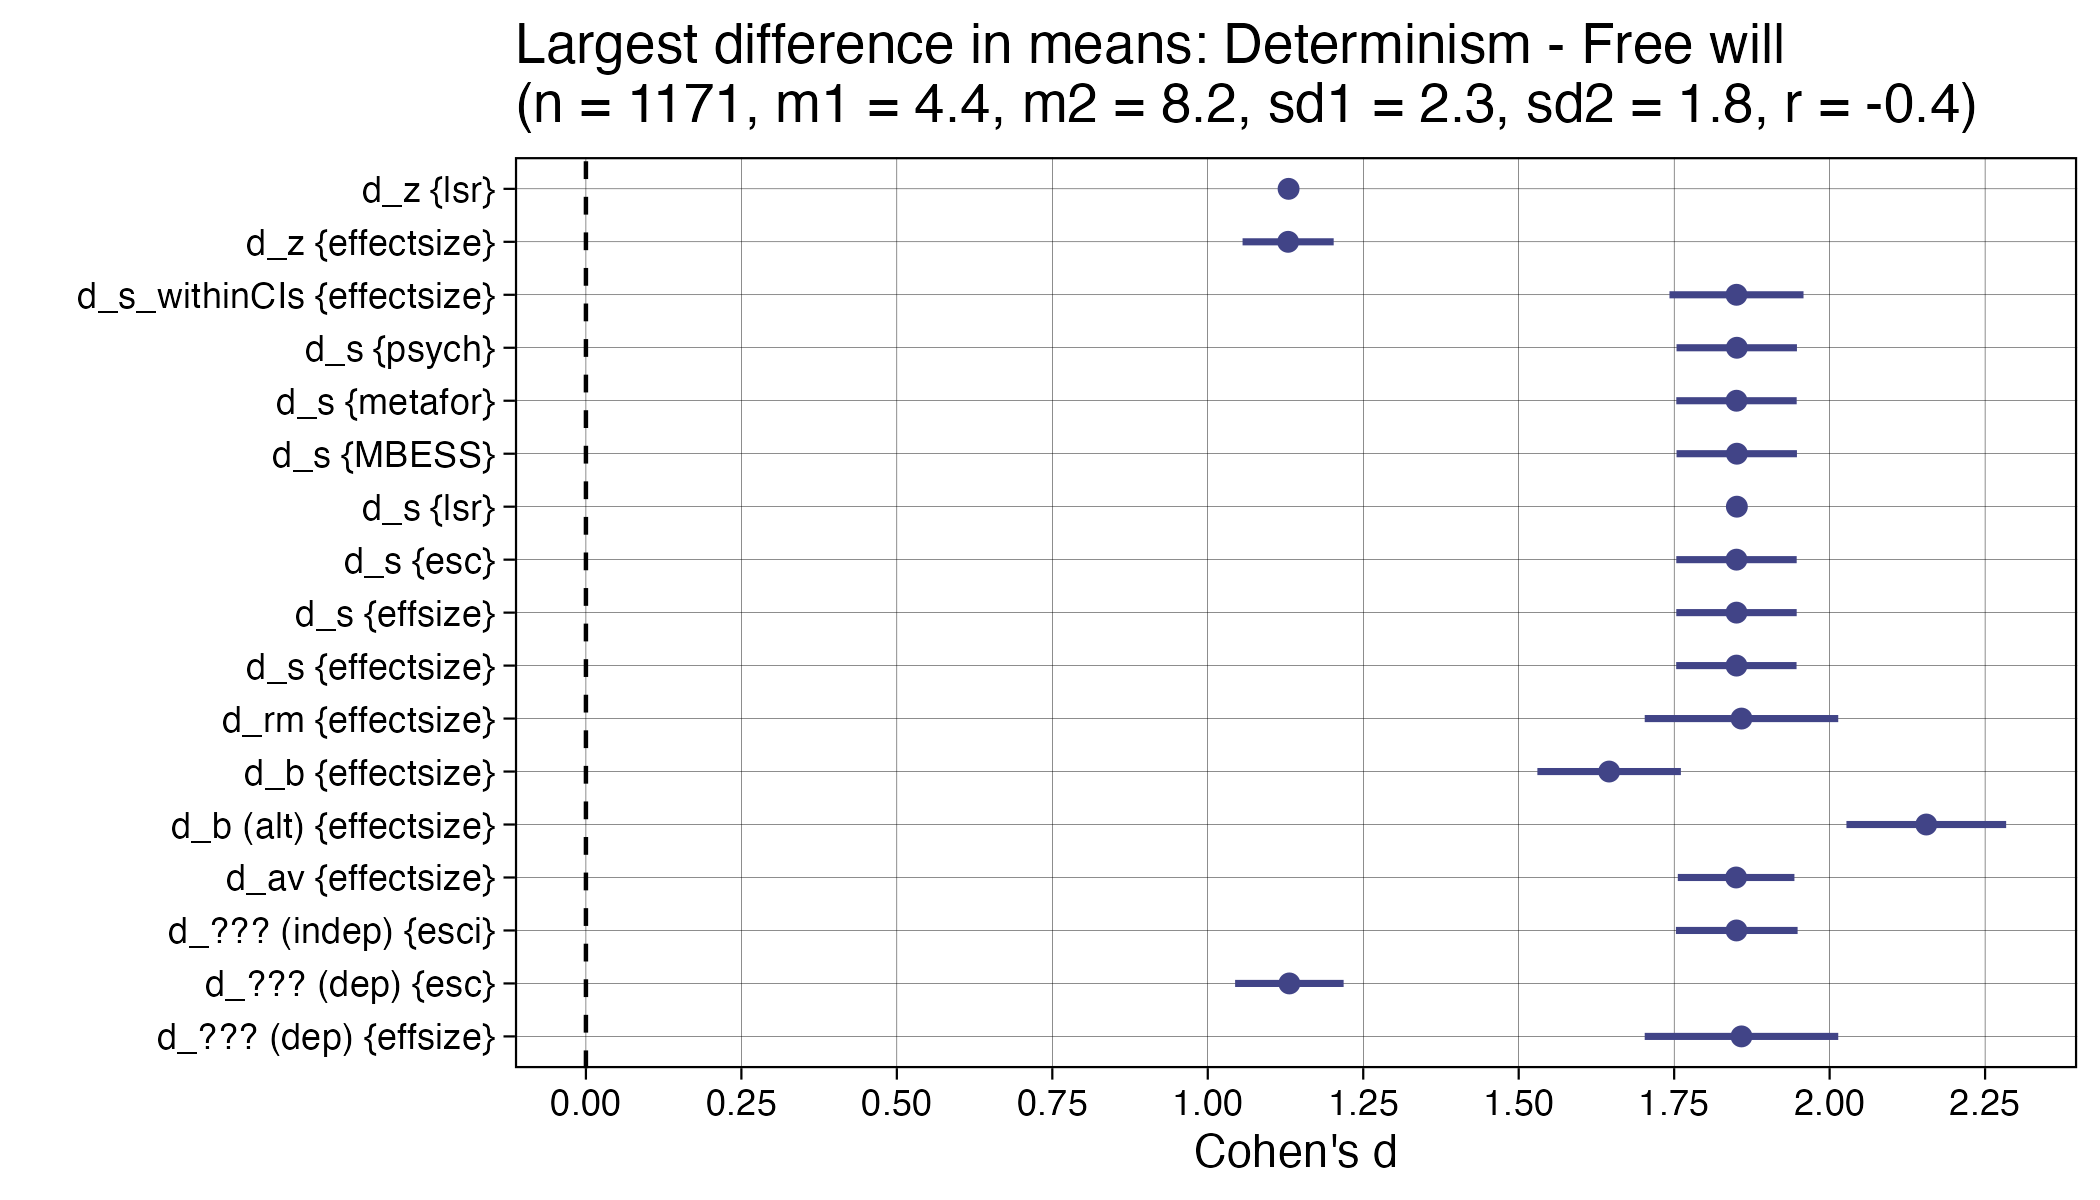 Largest difference in means: Determinism - Free will
(n = 1171, m1 = 4.4, m2 = 8.2, sd1 = 2.3, sd2 = 1.8, r = -0.4)
d_z {lsr}
d_z {effectsize}
d_s_withinCIs {effectsize}
d_s {psych}
d_s {metafor}
d_s {MBESS}
d_s {lsr}
d_s {esc}
d_s {effsize}
d_s {effectsize}
d_rm {effectsize}
d_b {effectsize}
d_b (alt) {effectsize}
d_av {effectsize}
d_??? (indep) {esci}
d_??? (dep) {esc}
d_??? (dep) {effsize}
0.00 0.25 0.50 0.75 1.00 1.25 1.50 1.75 2.00 2.25
Cohen's d